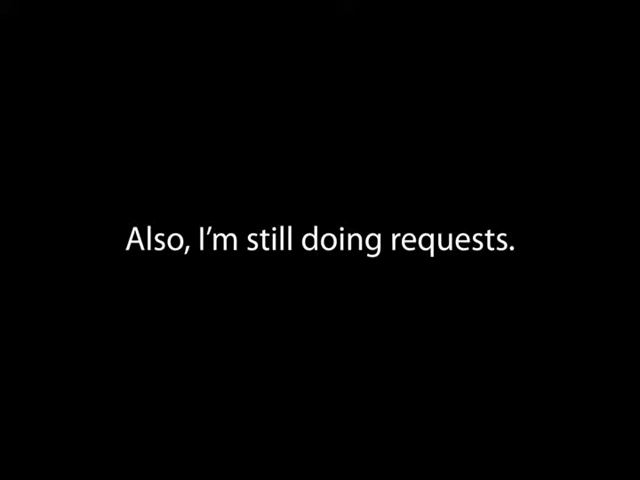 Also, I’m still doing requests.